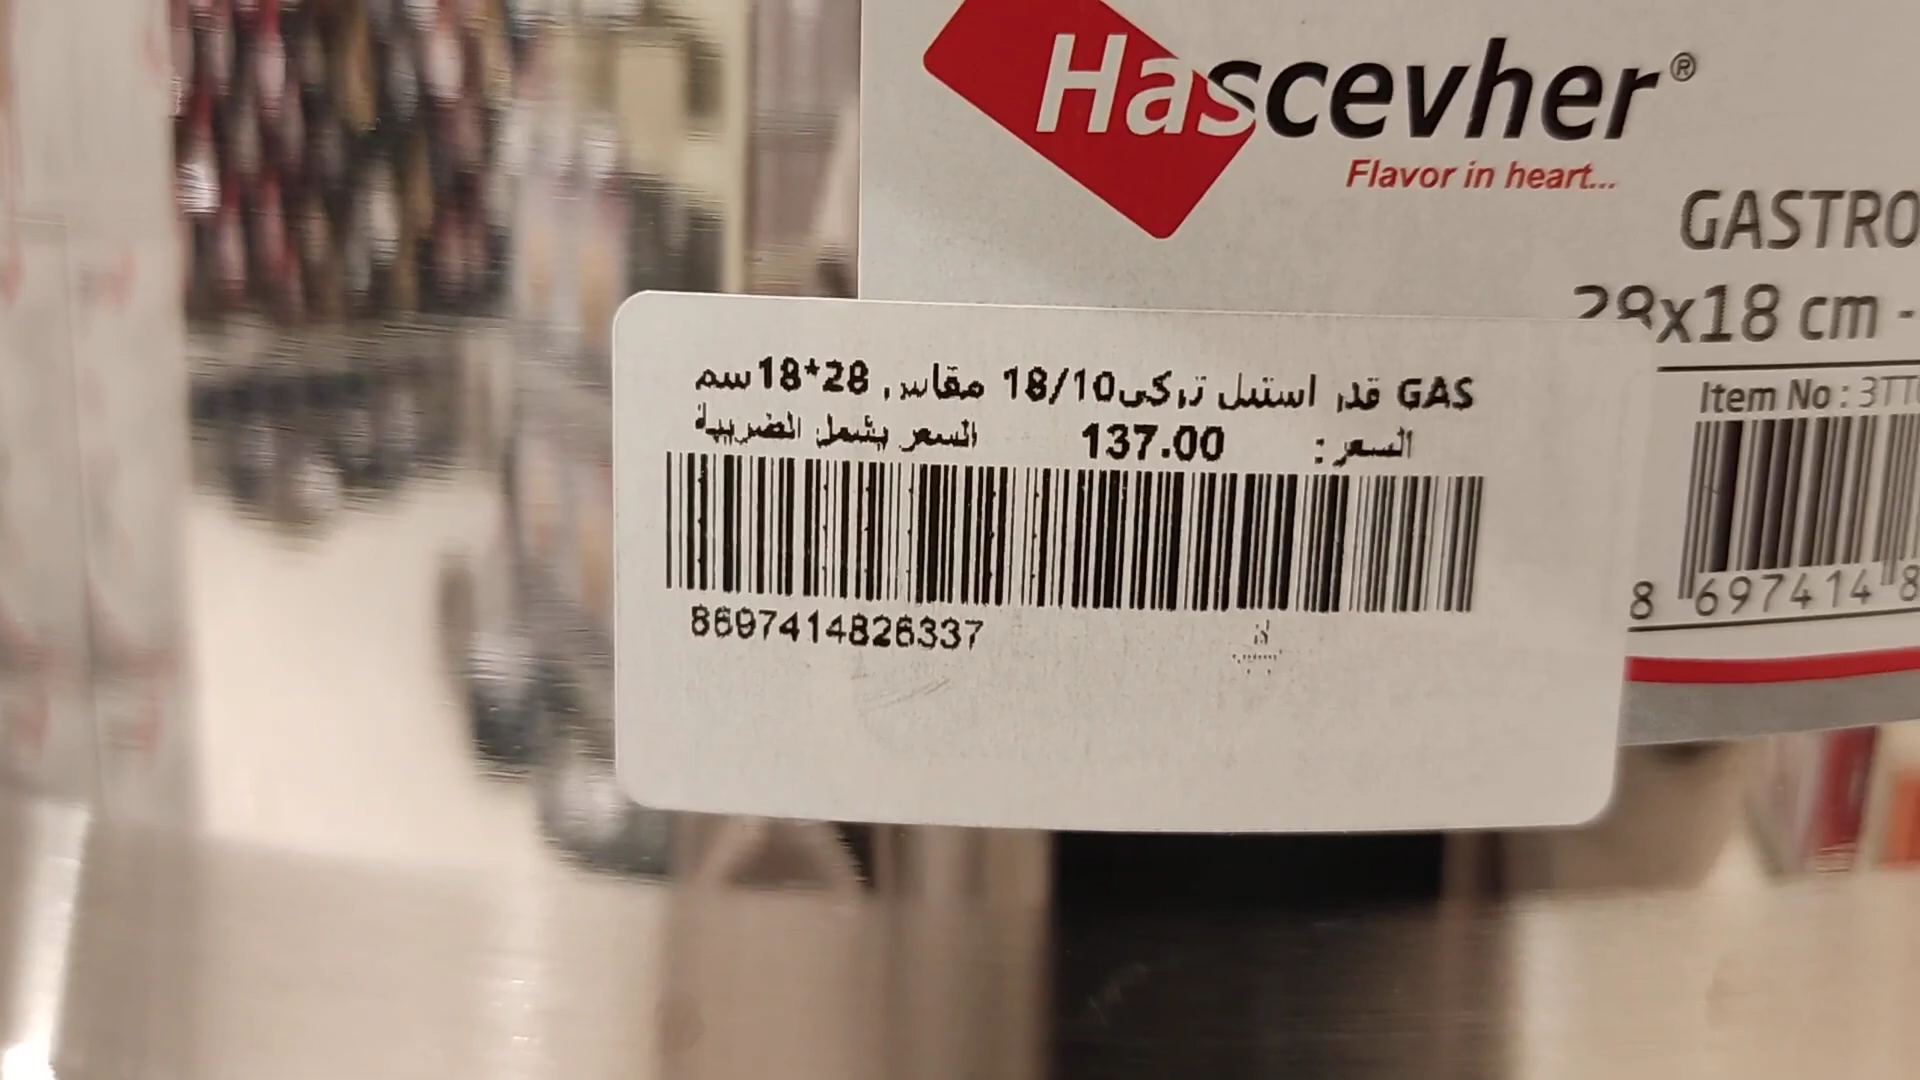 Hascevher®
Flavor in heart...
GASTRO
28x18 cm -
Item No : 3TT
8 697414 8
GAS قدر استيل تركي18/10 مقاس 28*18سم
السعر : 137.00 السعر يشمل الضريبة
8697414826337